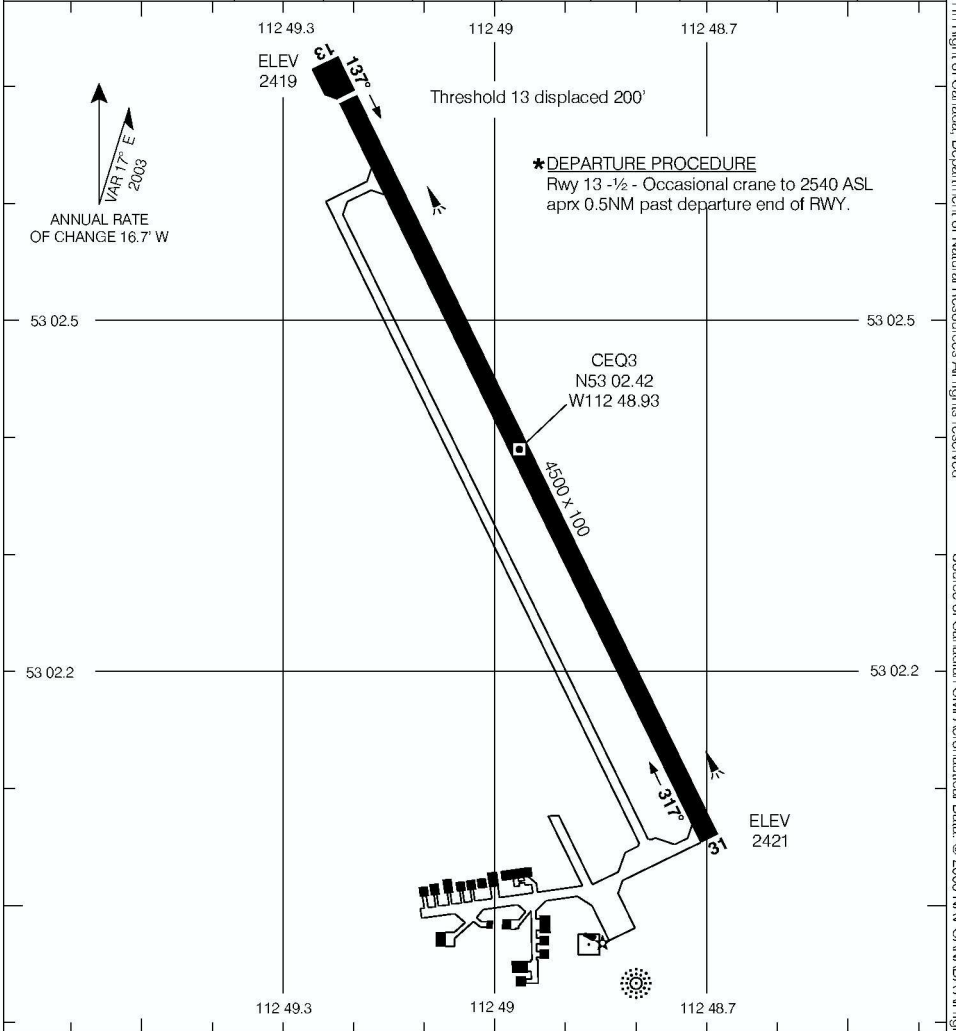 112 49.3
112 49
112 48.7
ELEV
2419
13
137°
Threshold 13 displaced 200'
VAR 17° E
2003
ANNUAL RATE
OF CHANGE 16.7' W
*DEPARTURE PROCEDURE
Rwy 13 -½ - Occasional crane to 2540 ASL
aprx 0.5NM past departure end of RWY.
53 02.5
53 02.5
CEQ3
N53 02.42
W112 48.93
4500 x 100
53 02.2
53 02.2
317°
31
ELEV
2421
112 49.3
112 49
112 48.7